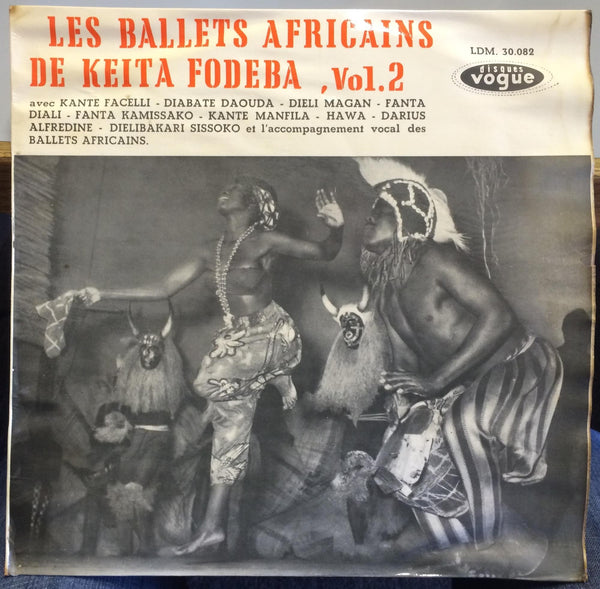 LES BALLETS AFRICAINS
DE KEITA FODEBA , Vol.2
LDM. 30.082
disques
vogue
avec KANTE FACELLI - DIABATE DAOUDA - DIELI MAGAN - FANTA
DIALI - FANTA KAMISSAKO - KANTE MANFILA - HAWA - DARIUS
ALFREDINE - DIELIBAKARI SISSOKO et l'accompagnement vocal des
BALLETS AFRICAINS.